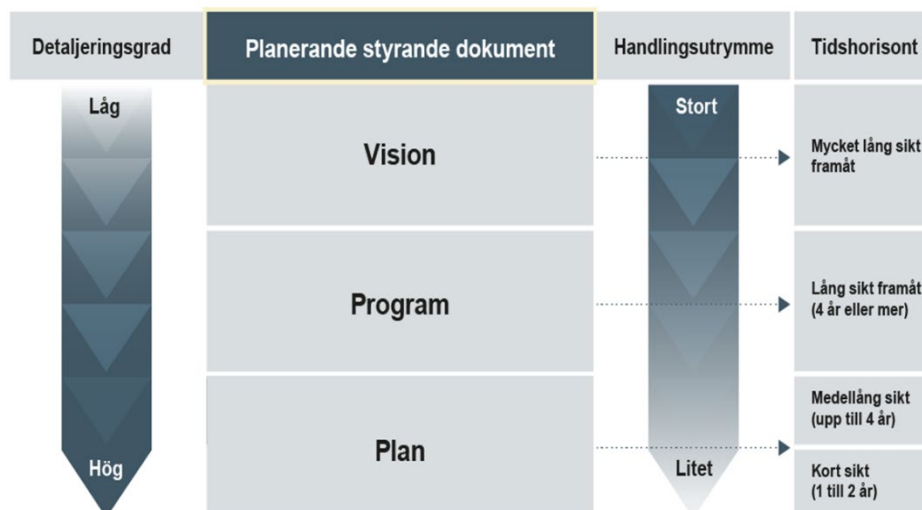 Detaljeringsgrad
Planerande styrande dokument
Handlingsutrymme
Tidshorisont
Låg
Vision
Stort
Mycket lång sikt
framåt
Program
Lång sikt framåt
(4 år eller mer)
Hög
Plan
Litet
Medellång sikt
(upp till 4 år)
Kort sikt
(1 till 2 år)